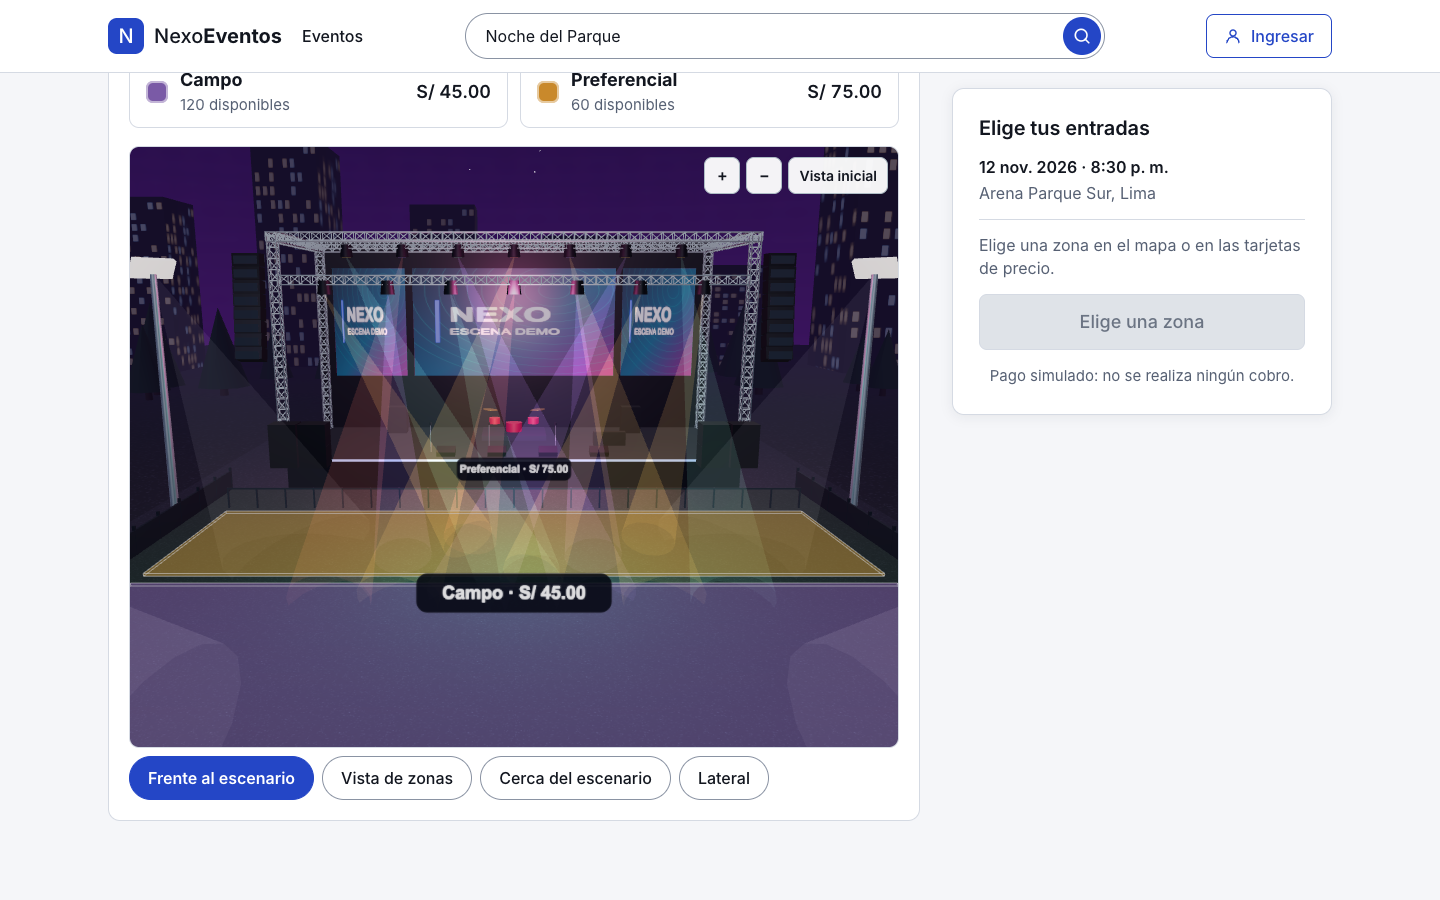 N NexoEventos
Eventos
Noche del Parque
Ingresar
Campo
120 disponibles
S/ 45.00
Preferencial
60 disponibles
S/ 75.00
+
−
Vista inicial
NEXO
ESCENA DEMO
NEXO
ESCENA DEMO
NEXO
ESCENA DEMO
Preferencial · S/ 75.00
Campo · S/ 45.00
Frente al escenario
Vista de zonas
Cerca del escenario
Lateral
Elige tus entradas
12 nov. 2026 · 8:30 p. m.
Arena Parque Sur, Lima
Elige una zona en el mapa o en las tarjetas
de precio.
Elige una zona
Pago simulado: no se realiza ningún cobro.